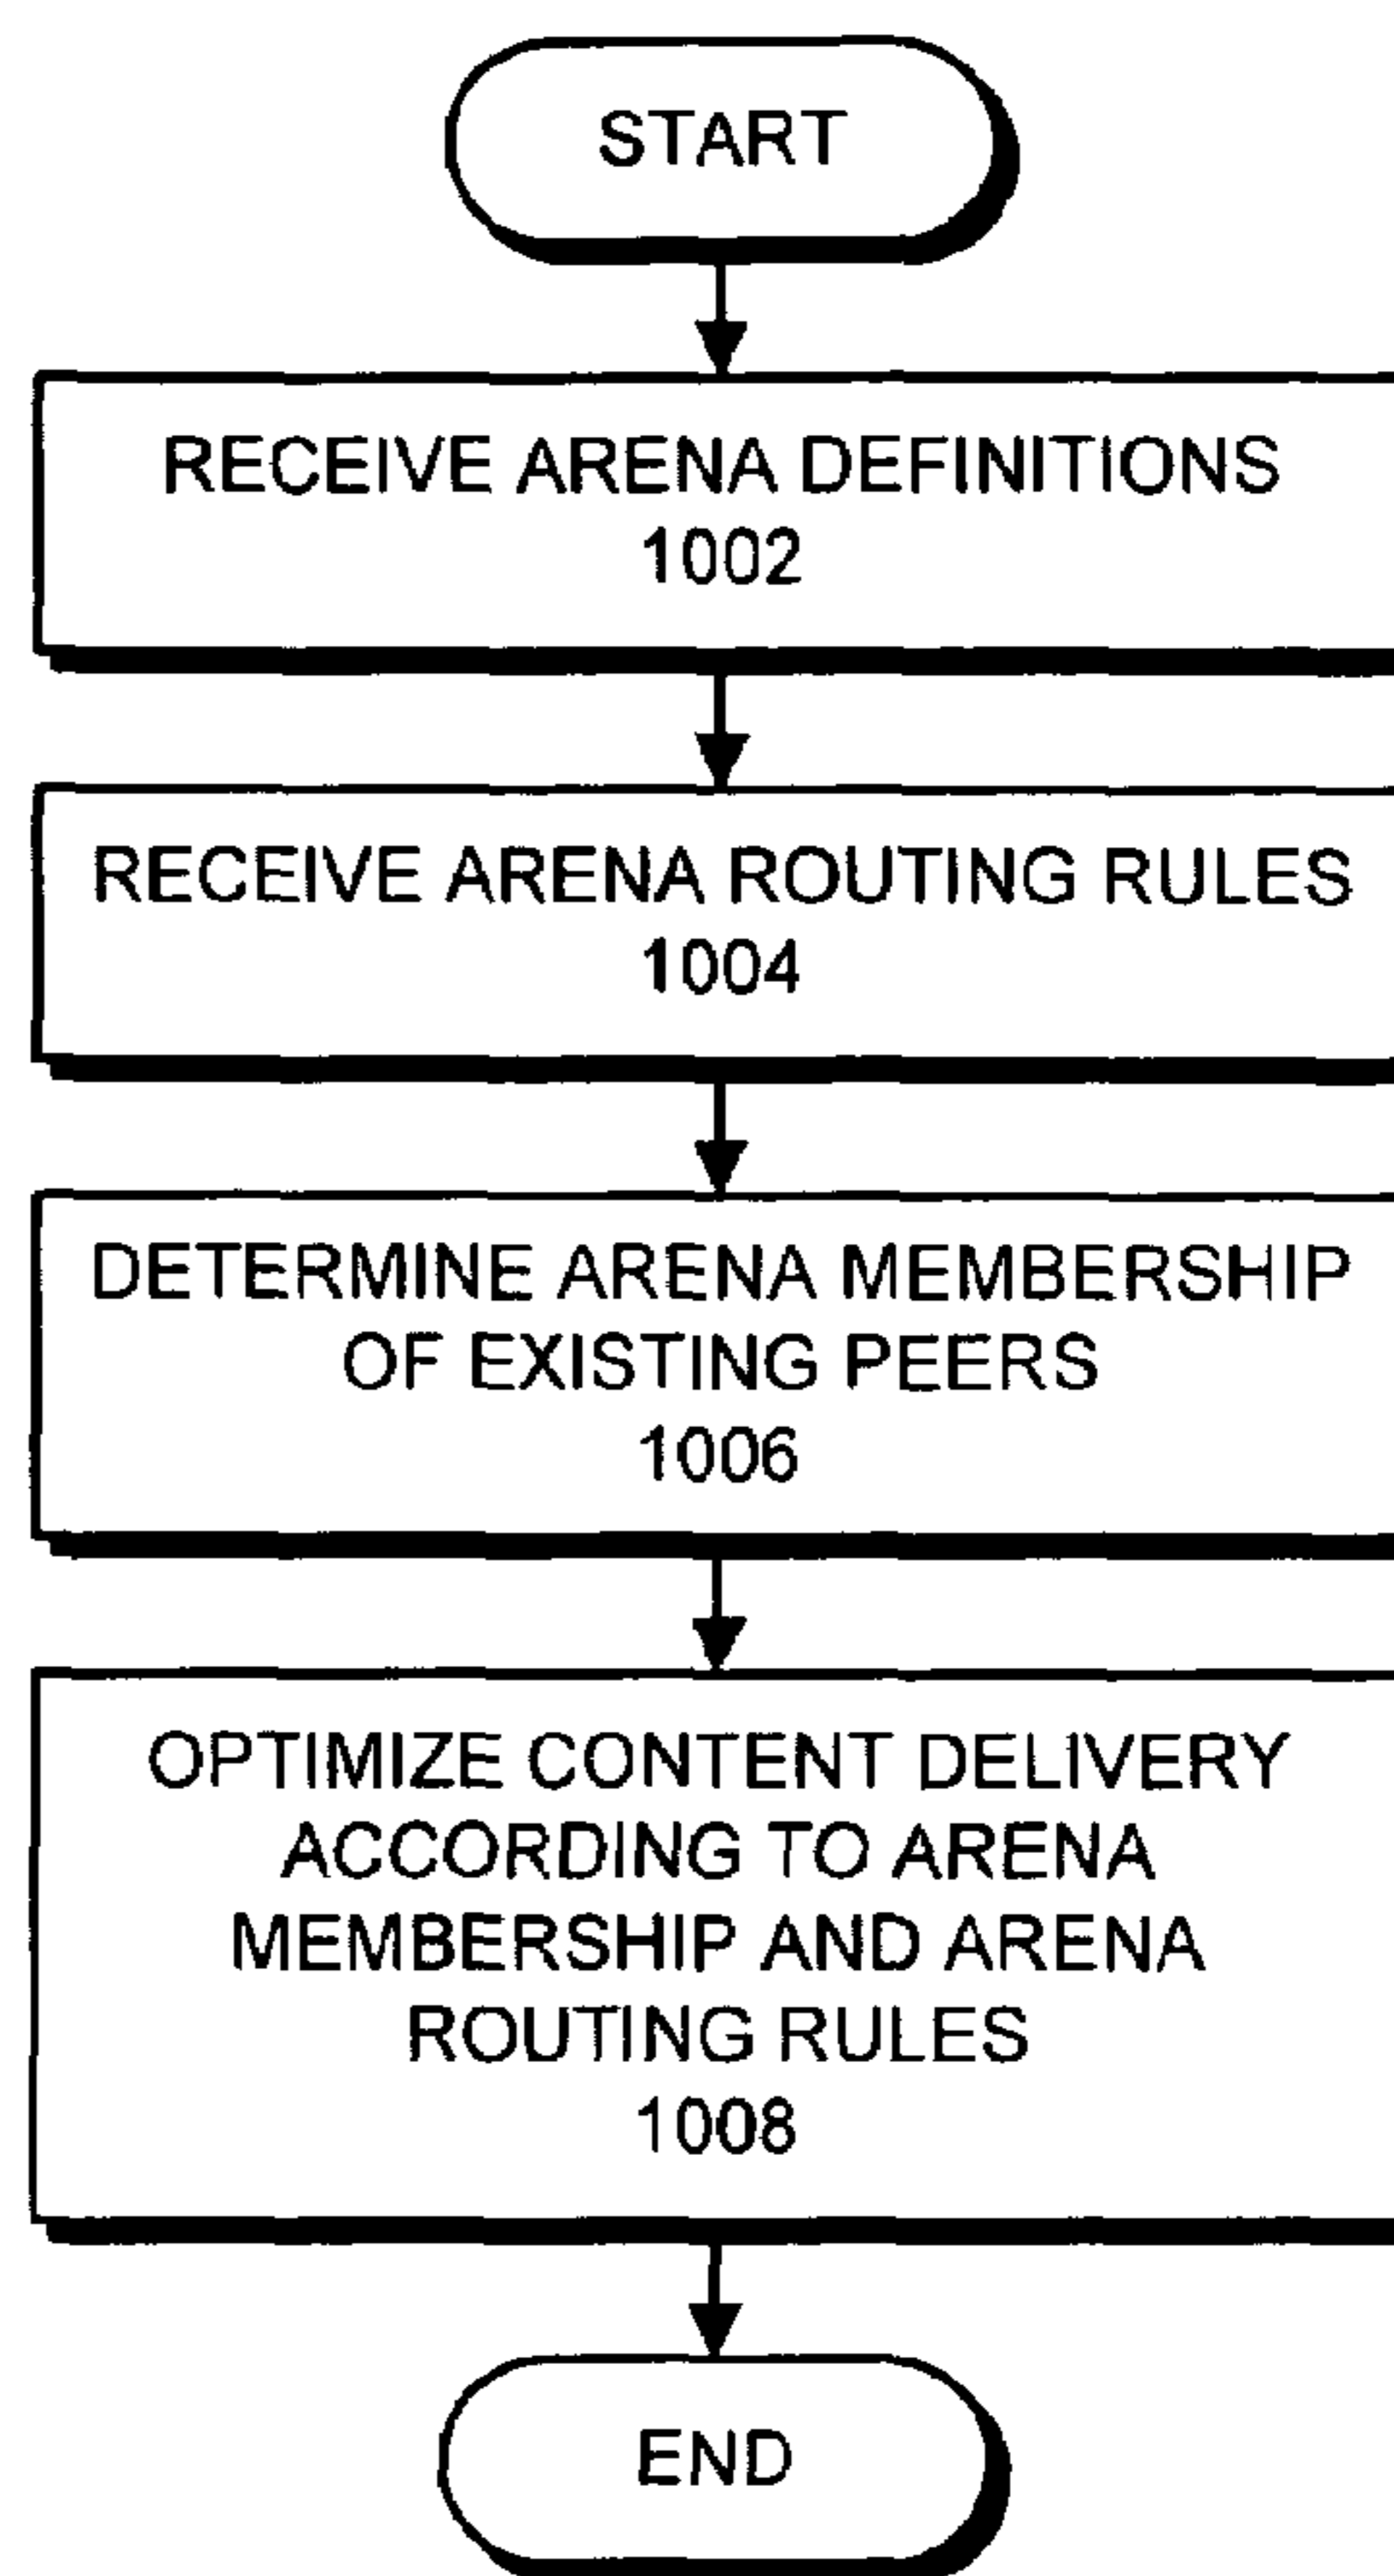 START
RECEIVE ARENA DEFINITIONS
1002
RECEIVE ARENA ROUTING RULES
1004
DETERMINE ARENA MEMBERSHIP
OF EXISTING PEERS
1006
OPTIMIZE CONTENT DELIVERY
ACCORDING TO ARENA
MEMBERSHIP AND ARENA
ROUTING RULES
1008
END